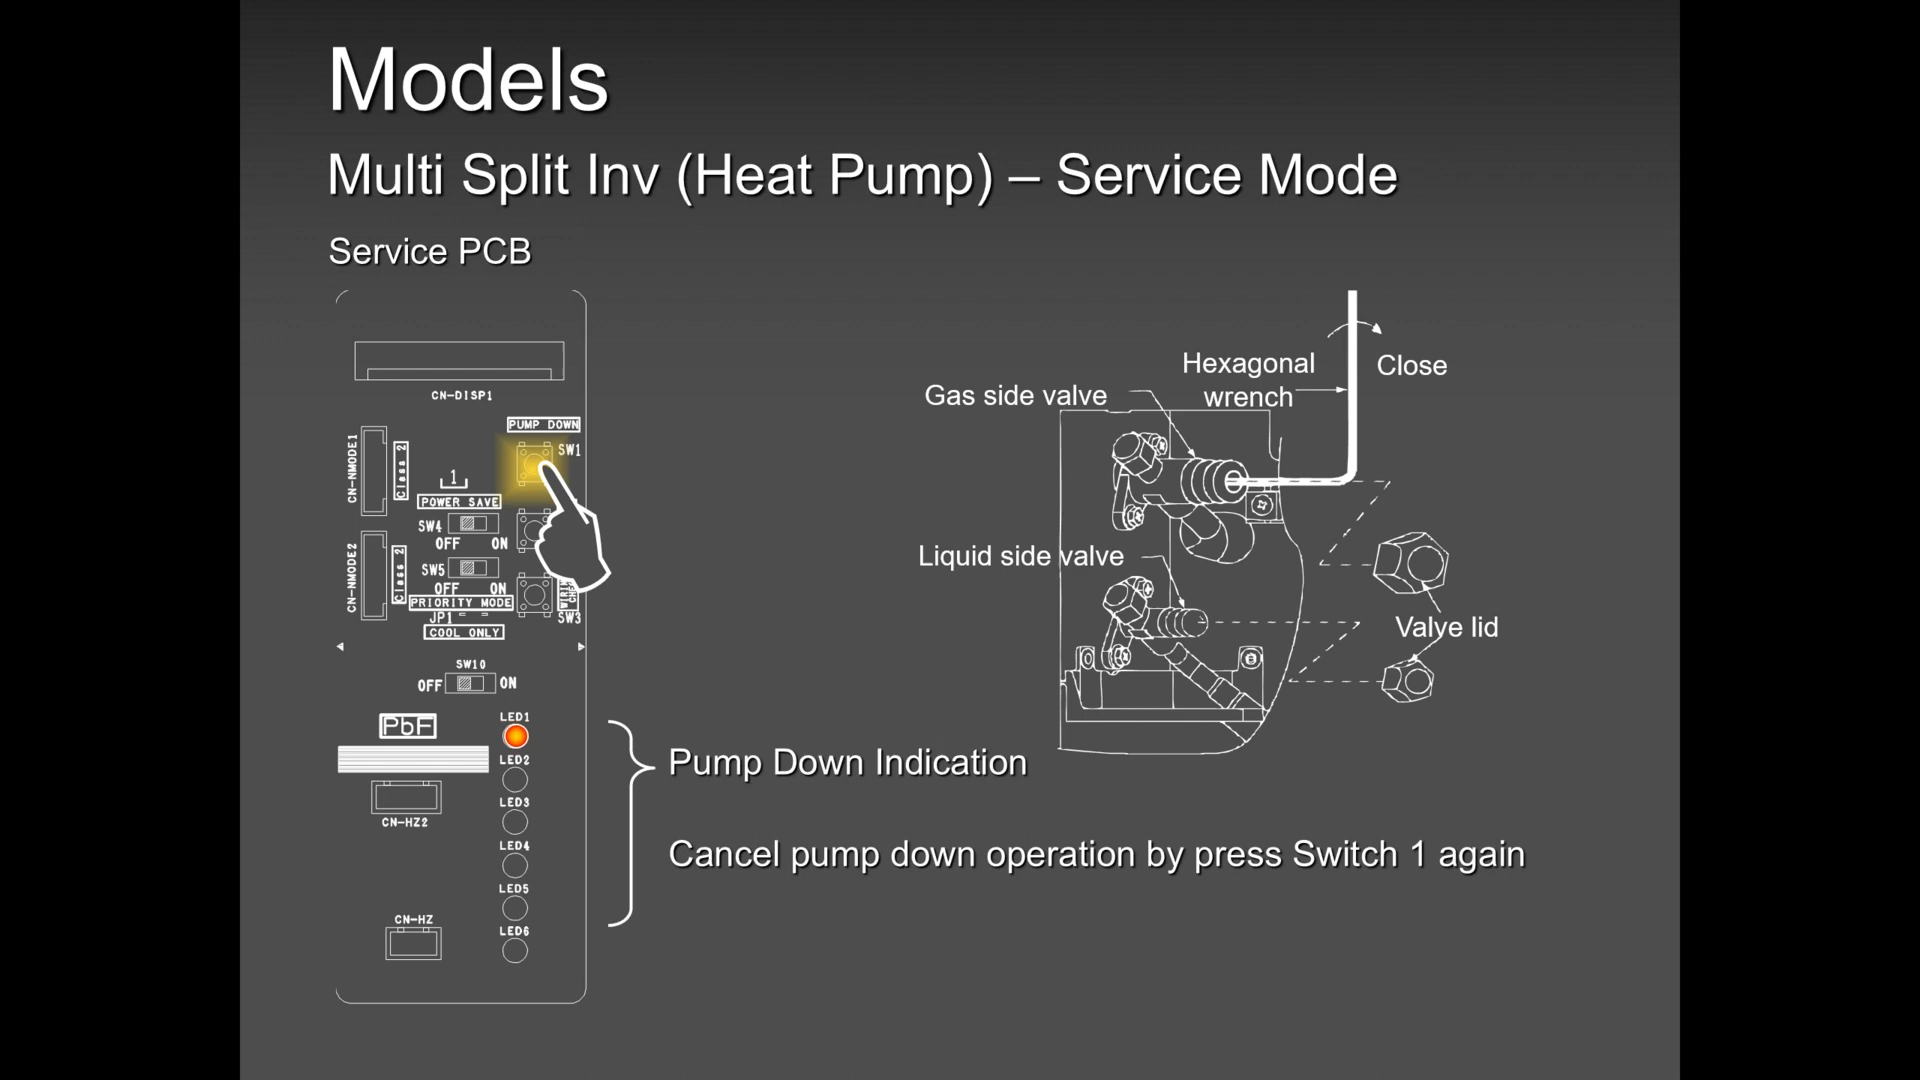 Models
Multi Split Inv (Heat Pump) – Service Mode
Service PCB
CN-DISP1
PUMP DOWN
SW1
CN-NMODE1
Class 2
1
POWER SAVE
SW4
OFF ON
CN-NMODE2
Class 2
SW5
OFF ON
PRIORITY MODE
JP1
COOL ONLY
SW3
SW10
OFF ON
PbF
LED1
LED2
LED3
CN-HZ2
LED4
LED5
CN-HZ
LED6
Hexagonal
wrench
Close
Gas side valve
Liquid side valve
Valve lid
Pump Down Indication
Cancel pump down operation by press Switch 1 again